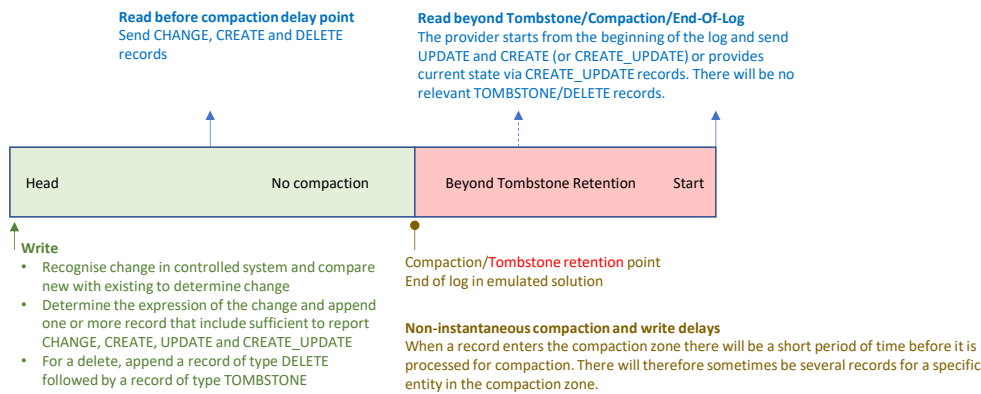 Read before compaction delay point
Send CHANGE, CREATE and DELETE
records
Read beyond Tombstone/Compaction/End-Of-Log
The provider starts from the beginning of the log and send
UPDATE and CREATE (or CREATE_UPDATE) or provides
current state via CREATE_UPDATE records. There will be no
relevant TOMBSTONE/DELETE records.
Head
No compaction
Beyond Tombstone Retention
Start
Write
• Recognise change in controlled system and compare
new with existing to determine change
• Determine the expression of the change and append
one or more record that include sufficient to report
CHANGE, CREATE, UPDATE and CREATE_UPDATE
• For a delete, append a record of type DELETE
followed by a record of type TOMBSTONE
Compaction/Tombstone retention point
End of log in emulated solution
Non-instantaneous compaction and write delays
When a record enters the compaction zone there will be a short period of time before it is
processed for compaction. There will therefore sometimes be several records for a specific
entity in the compaction zone.